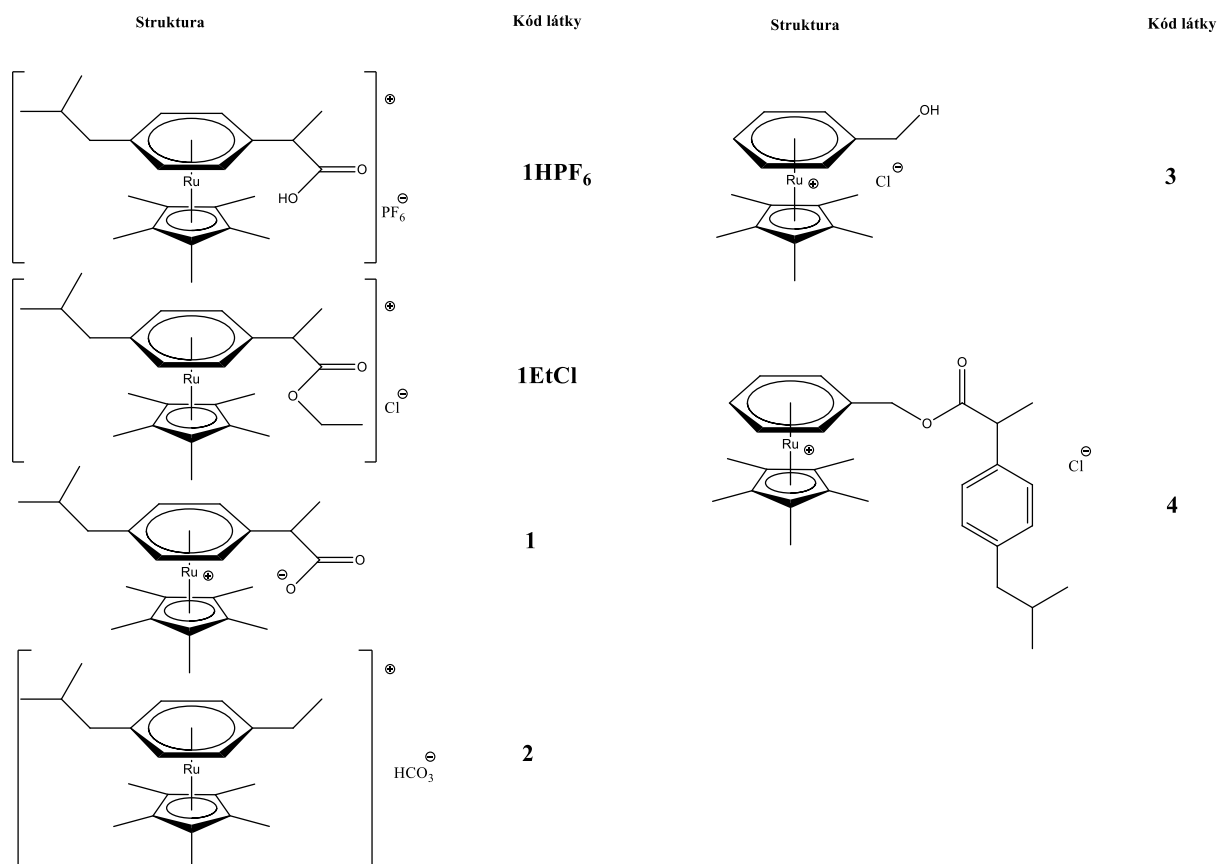 Struktura Kód látky Struktura Kód látky
HO O
Ru
PF6⊖ ⊕
1HPF6
OH
Ru ⊕ Cl⊖
3
O O
Ru
Cl⊖ ⊕
1EtCl
O
O
Ru ⊕ Cl⊖
4
O
⊖ O
Ru ⊕
1
Ru
HCO3⊖ ⊕
2